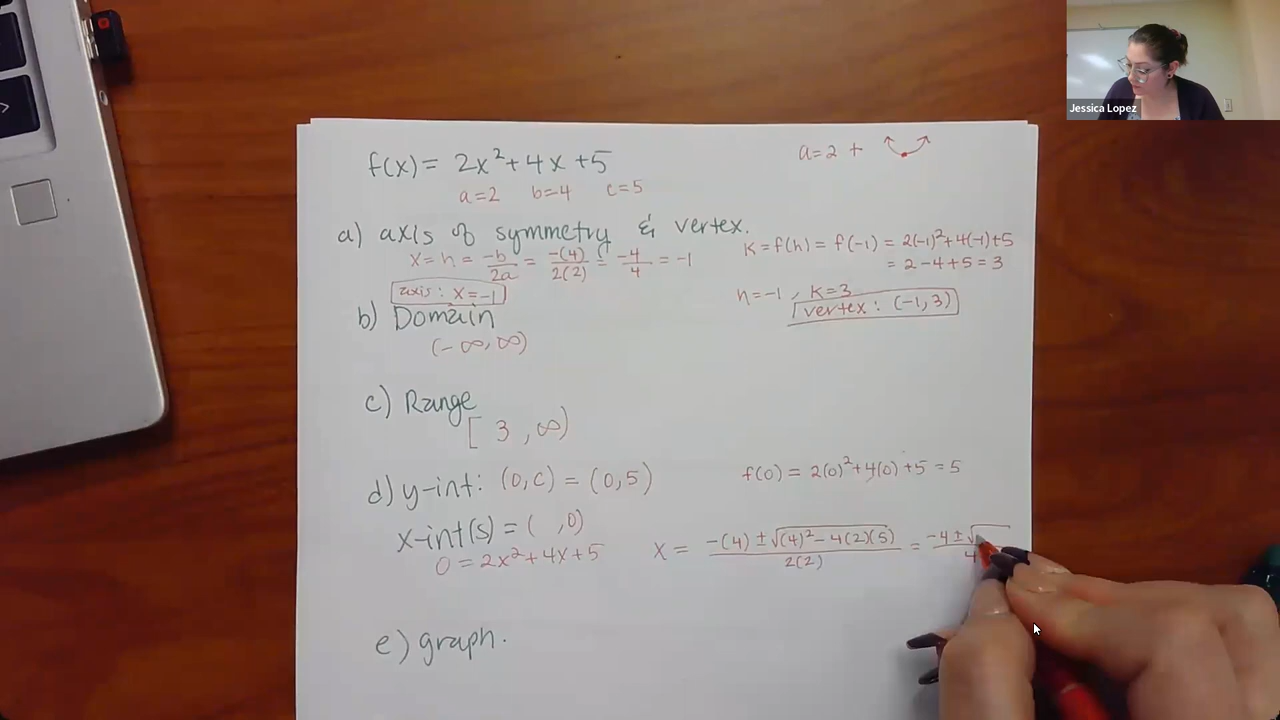 Jessica Lopez
f(x) = 2x²+4x+5
a=2 b=4 c=5
a=2 +
a) axis of symmetry & vertex.
x = h = -b/2a = -(4)/2(2) = -4/4 = -1
axis: x=-1
k=f(h) = f(-1) = 2(-1)²+4(-1)+5
= 2-4+5 = 3
h=-1, k=3
vertex: (-1,3)
b) Domain
(-∞,∞)
c) Range
[3,∞)
d) y-int: (0,c) = (0,5)
f(0) = 2(0)²+4(0)+5=5
x-int(s) = ( ,0)
0=2x²+4x+5
x = -(4) ± √(4)²-4(2)(5) / 2(2) = -4±√ / 4
e) graph.